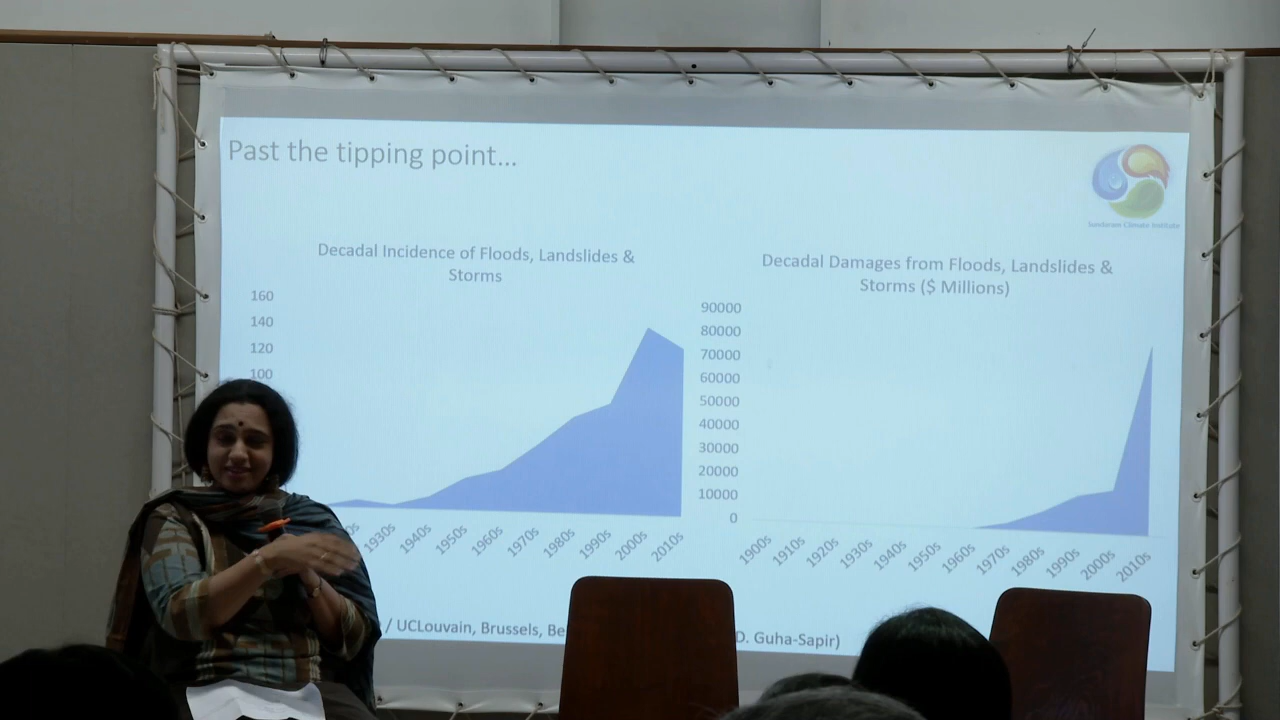 Past the tipping point...
Sundaram Climate Institute
Decadal Incidence of Floods, Landslides &
Storms
160
140
120
100
1930s
1940s
1950s
1960s
1970s
1980s
1990s
2000s
2010s
Decadal Damages from Floods, Landslides &
Storms ($ Millions)
90000
80000
70000
60000
50000
40000
30000
20000
10000
0
1900s
1910s
1920s
1930s
1940s
1950s
1960s
1970s
1980s
1990s
2000s
2010s
/ UCLouvain, Brussels, Be D. Guha-Sapir)